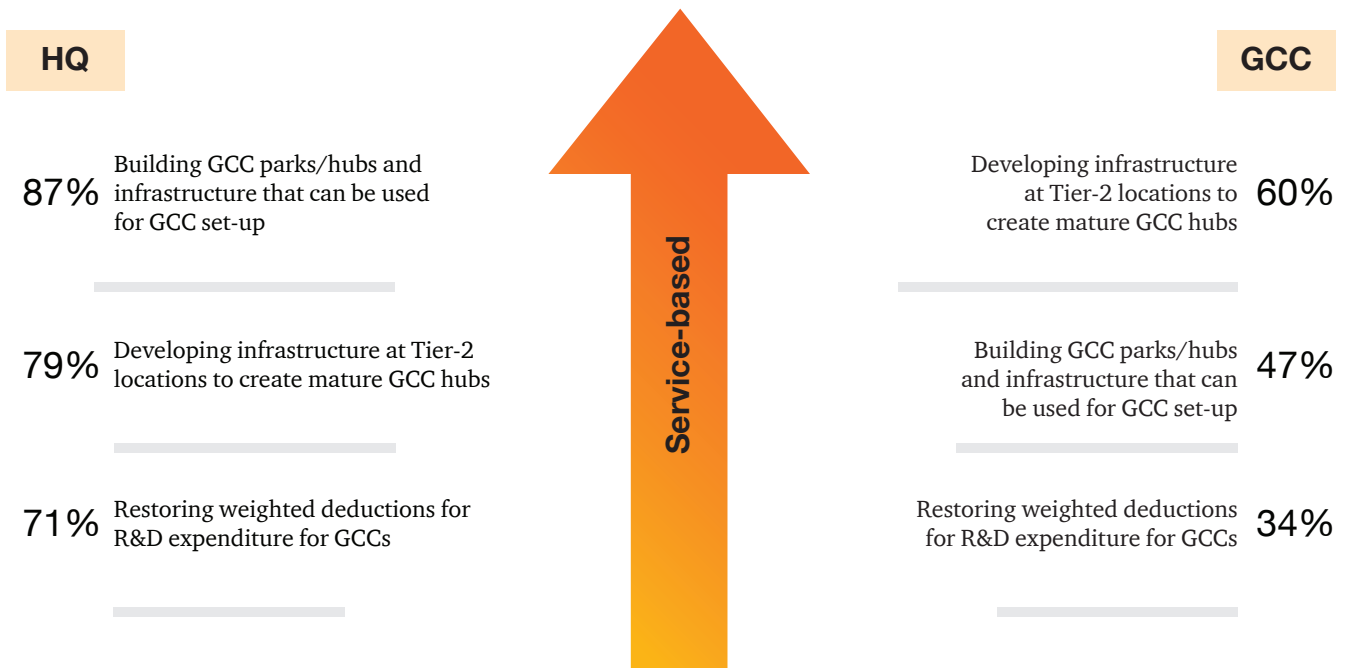 HQ
87%
Building GCC parks/hubs and
infrastructure that can be used
for GCC set-up
79%
Developing infrastructure at Tier-2
locations to create mature GCC hubs
71%
Restoring weighted deductions for
R&D expenditure for GCCs
Service-based
GCC
Developing infrastructure
at Tier-2 locations to
create mature GCC hubs
60%
Building GCC parks/hubs
and infrastructure that can
be used for GCC set-up
47%
Restoring weighted deductions
for R&D expenditure for GCCs
34%